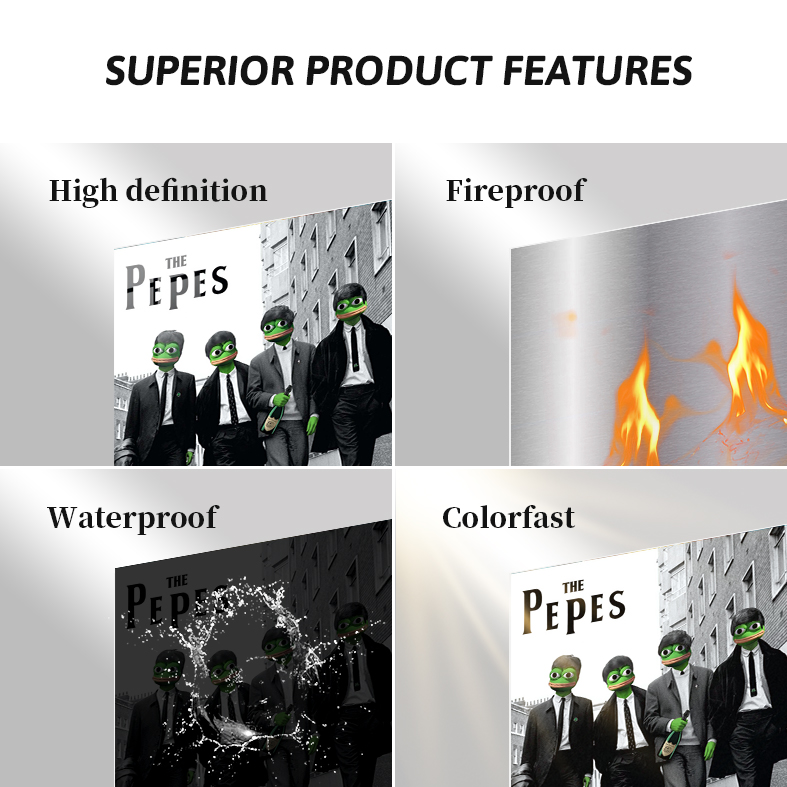 SUPERIOR PRODUCT FEATURES
High definition
Fireproof
THE
PEPES
Waterproof
Colorfast
THE
PEPES
THE
PEPES